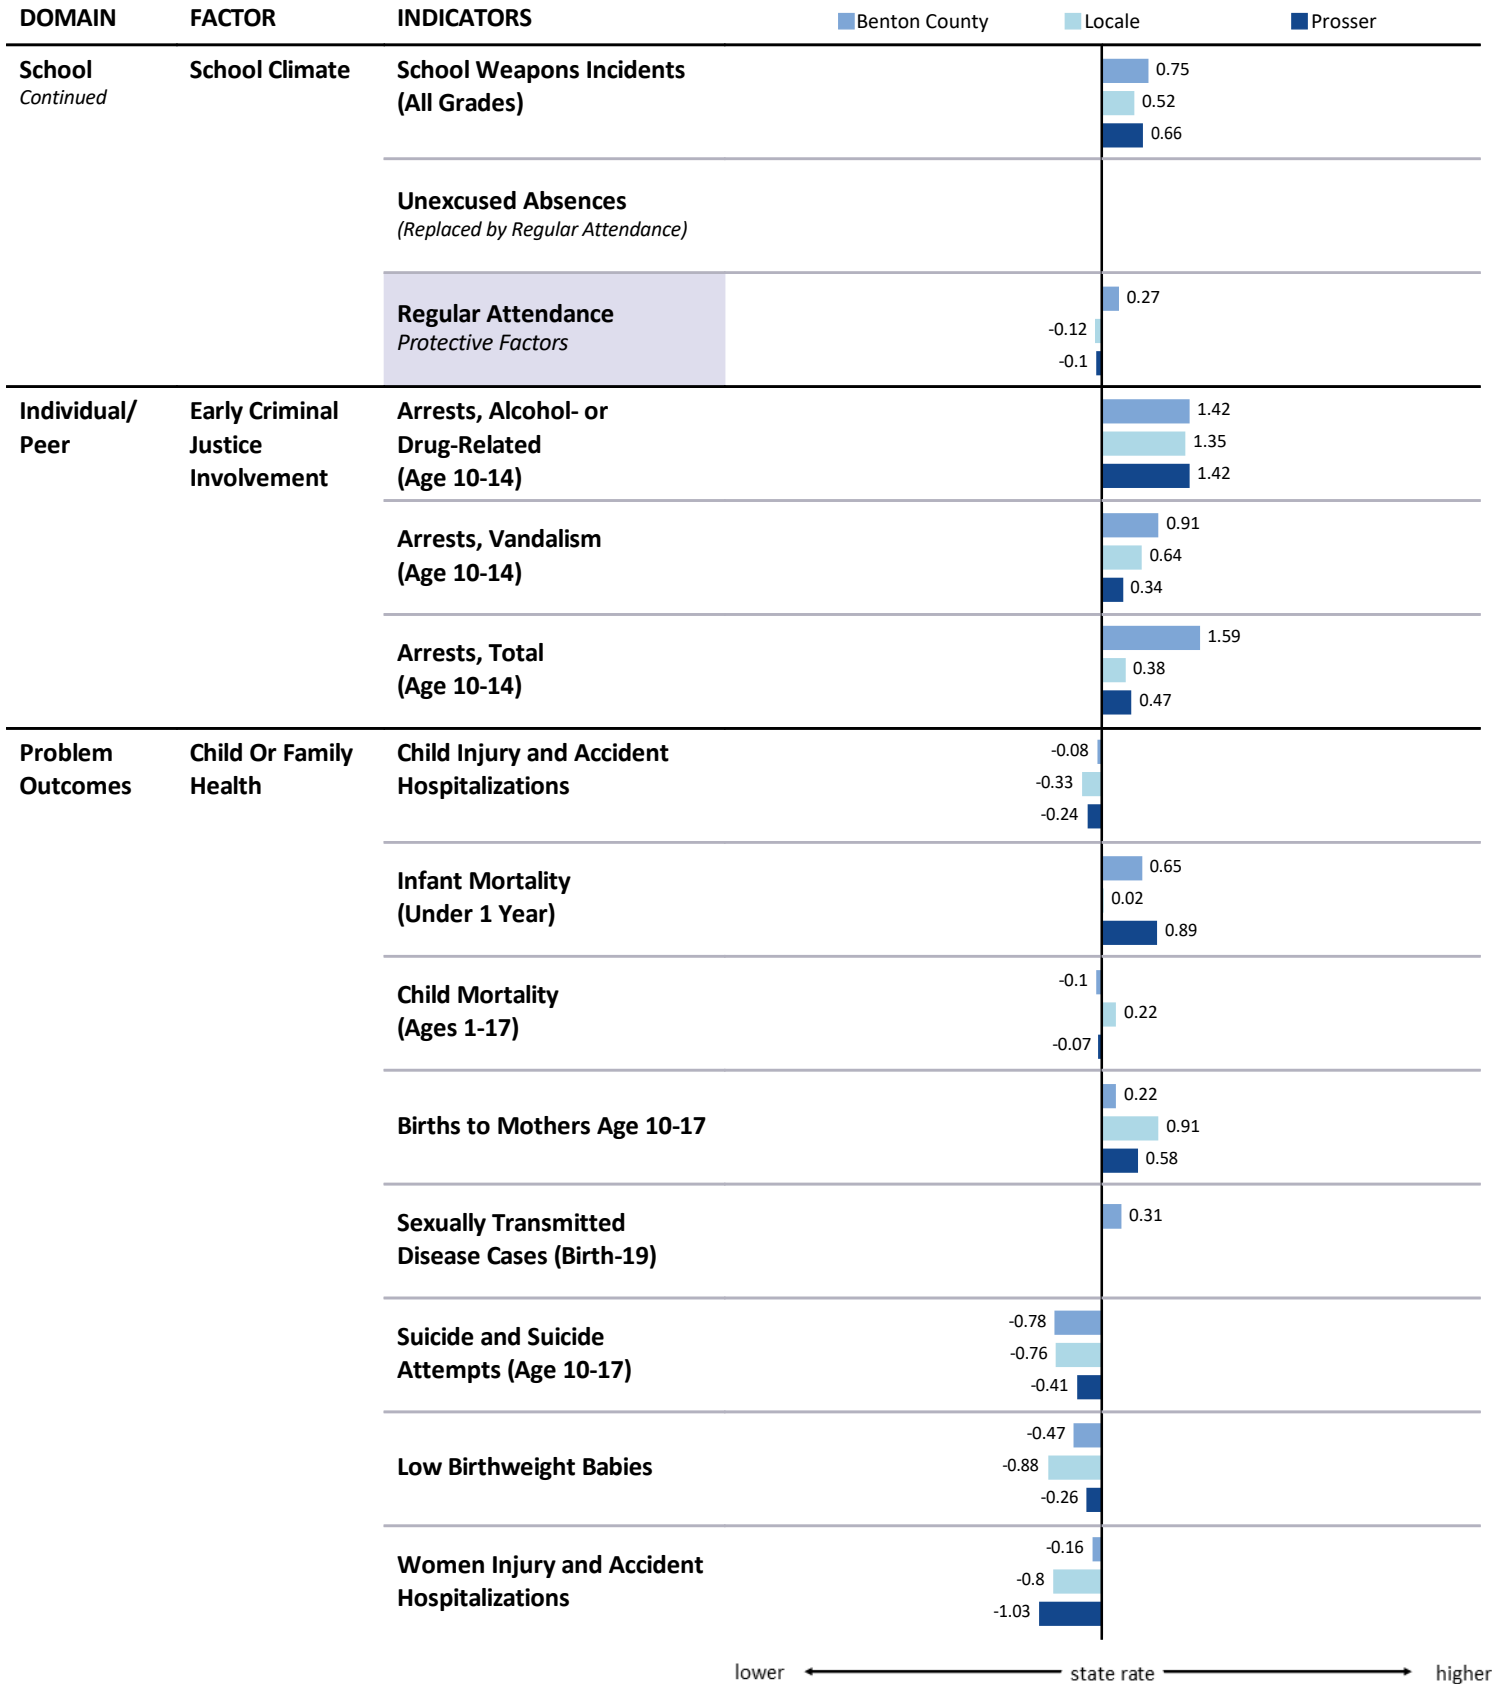 DOMAIN FACTOR INDICATORS Benton County Locale Prosser
School School Climate School Weapons Incidents
Continued
(All Grades)
0.75
0.52
0.66
Unexcused Absences
(Replaced by Regular Attendance)
Regular Attendance
Protective Factors
0.27
-0.12
-0.1
Individual/ Early Criminal Arrests, Alcohol- or
Peer Justice Drug-Related
Involvement (Age 10-14)
1.42
1.35
1.42
Arrests, Vandalism
(Age 10-14)
0.91
0.64
0.34
Arrests, Total
(Age 10-14)
1.59
0.38
0.47
Problem Child Or Family Child Injury and Accident
Outcomes Health Hospitalizations
-0.08
-0.33
-0.24
Infant Mortality
(Under 1 Year)
0.65
0.02
0.89
Child Mortality
(Ages 1-17)
-0.1
0.22
-0.07
Births to Mothers Age 10-17
0.22
0.91
0.58
Sexually Transmitted
Disease Cases (Birth-19)
0.31
Suicide and Suicide
Attempts (Age 10-17)
-0.78
-0.76
-0.41
Low Birthweight Babies
-0.47
-0.88
-0.26
Women Injury and Accident
Hospitalizations
-0.16
-0.8
-1.03
lower state rate higher